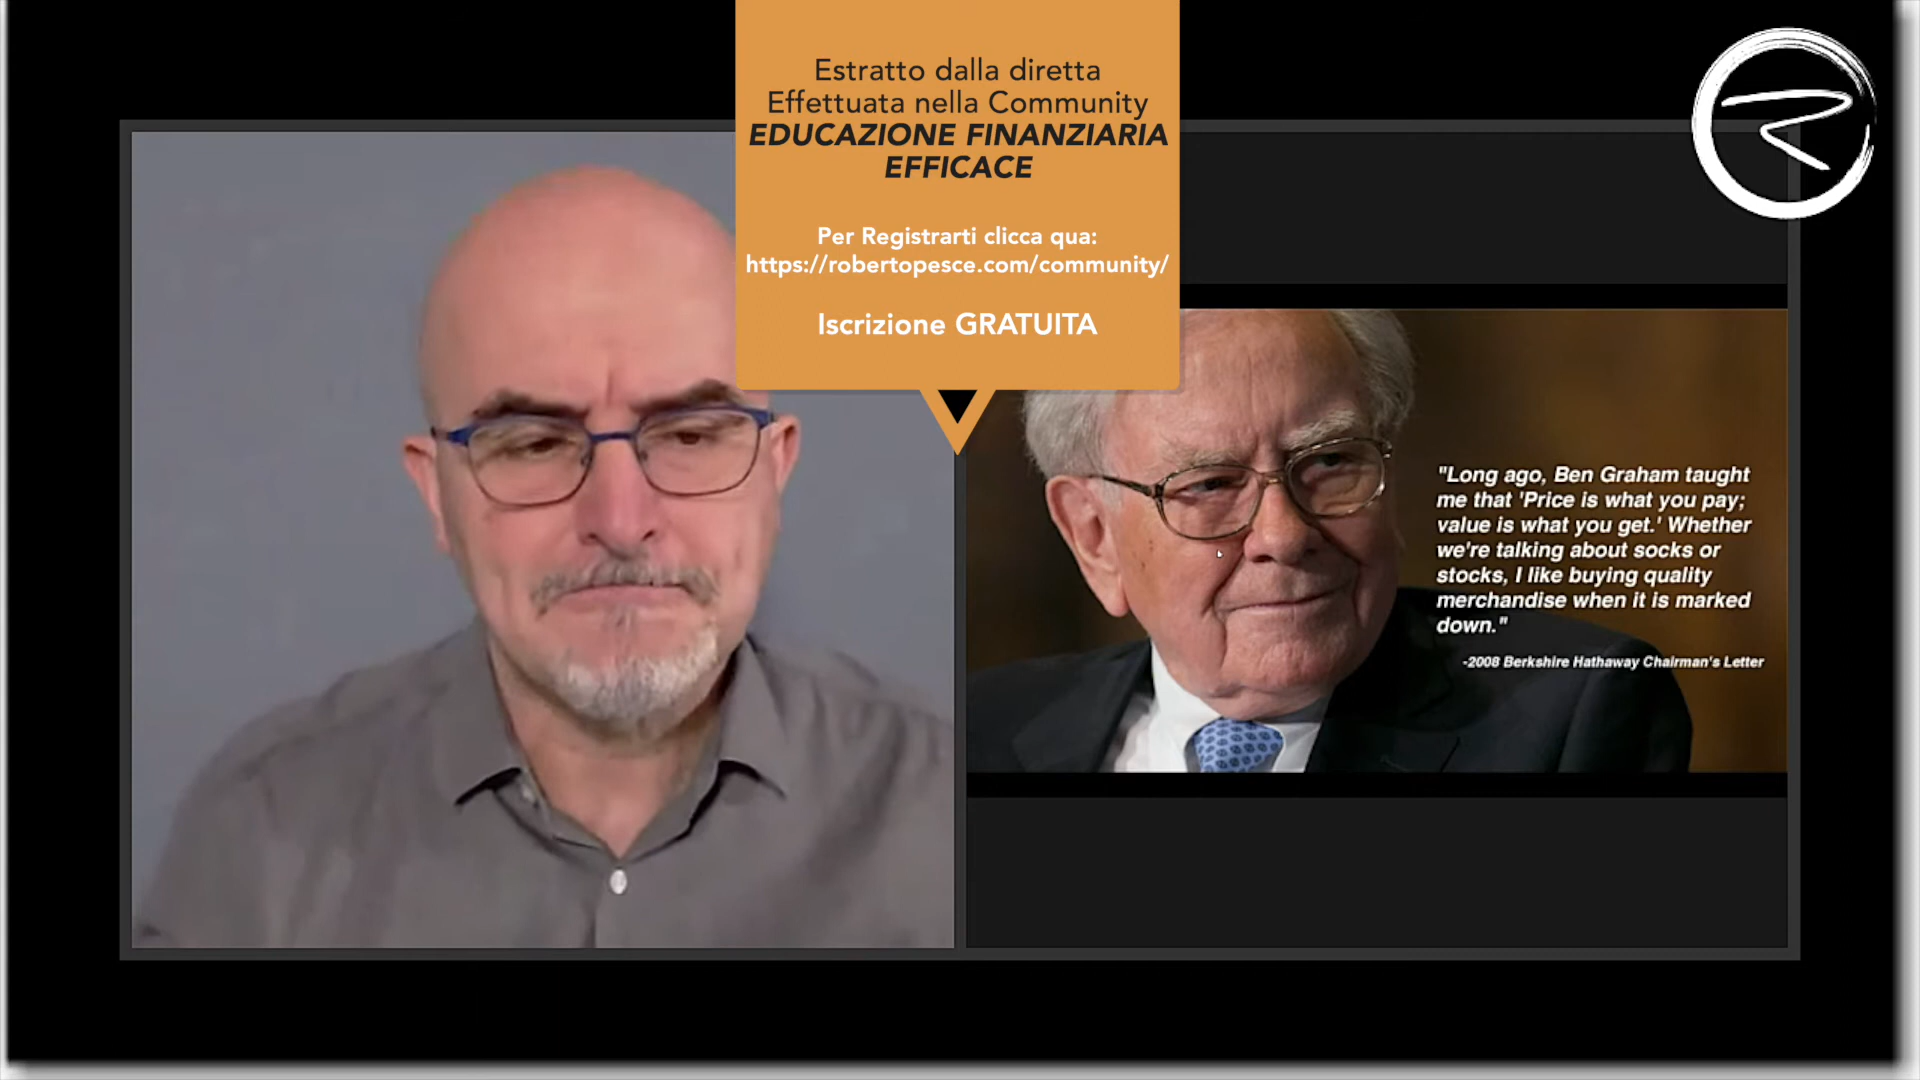 Estratto dalla diretta
Effettuata nella Community
EDUCAZIONE FINANZIARIA
EFFICACE
Per Registrarti clicca qua:
https://robertopesce.com/community/
Iscrizione GRATUITA
"Long ago, Ben Graham taught
me that 'Price is what you pay;
value is what you get.' Whether
we're talking about socks or
stocks, I like buying quality
merchandise when it is marked
down."
-2008 Berkshire Hathaway Chairman's Letter